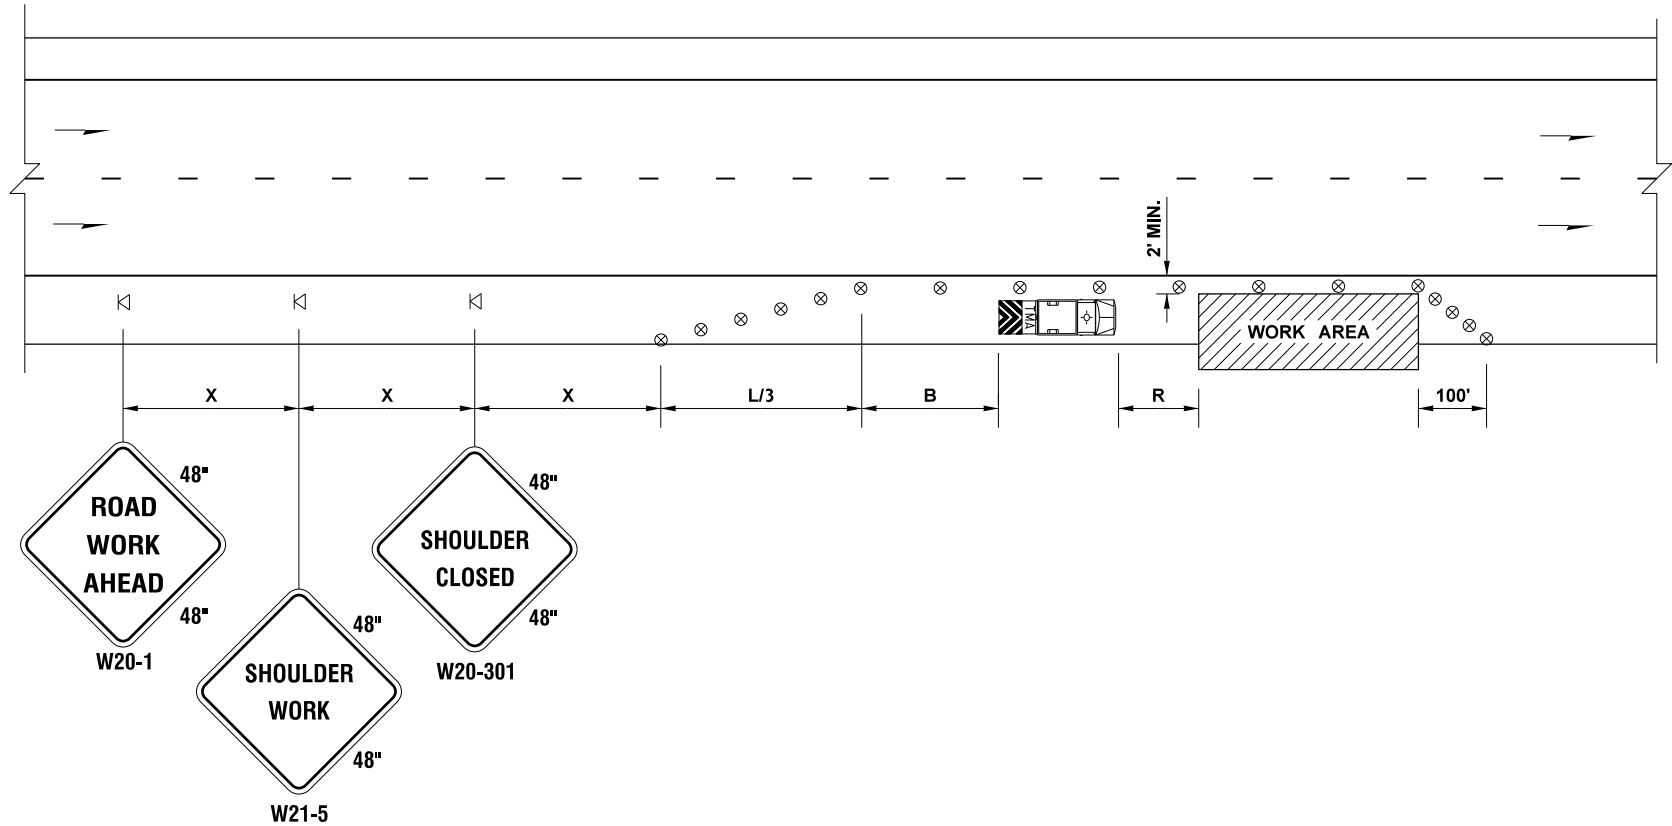 2' MIN.
TMA
WORK AREA
X
X
X
L/3
B
R
100'
48"
ROAD
WORK
AHEAD
48"
W20-1
48"
SHOULDER
WORK
48"
W21-5
48"
SHOULDER
CLOSED
48"
W20-301